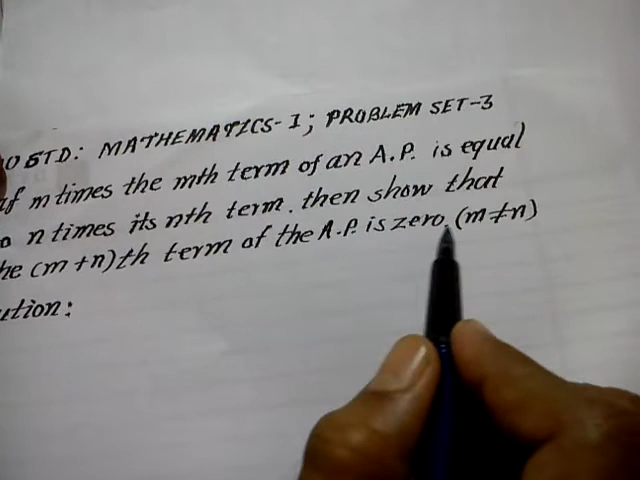 STD: MATHEMATICS-I; PROBLEM SET-3
if m times the mth term of an A.P. is equal
n times its nth term. then show that
(m+n)th term of the A.P. is zero. (m≠n)